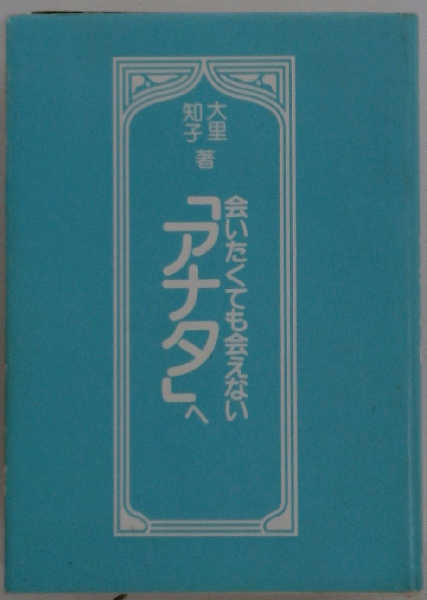 大里
知子
著
会いたくても会えない
「アナタ」へ